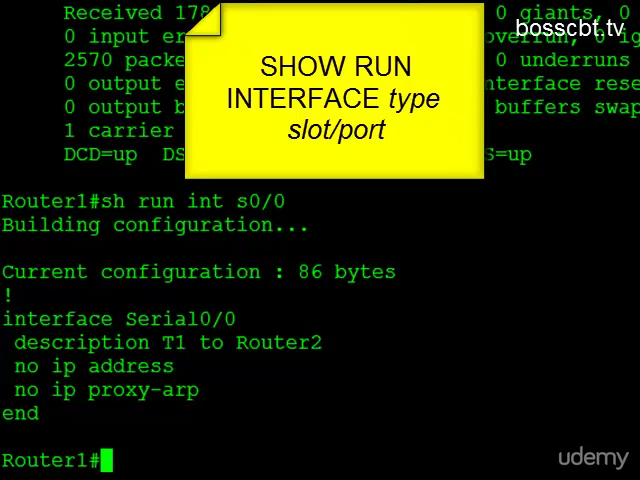 Received 178 0 giants, 0
bosscbt.tv
0 input er overrun, 0 ig
2570 packe 0 underruns
0 output e nterface rese
0 output b buffers swap
1 carrier
DCD=up DS S=up
SHOW RUN
INTERFACE type
slot/port
Router1#sh run int s0/0
Building configuration...
Current configuration : 86 bytes
!
interface Serial0/0
description T1 to Router2
no ip address
no ip proxy-arp
end
Router1#
udemy